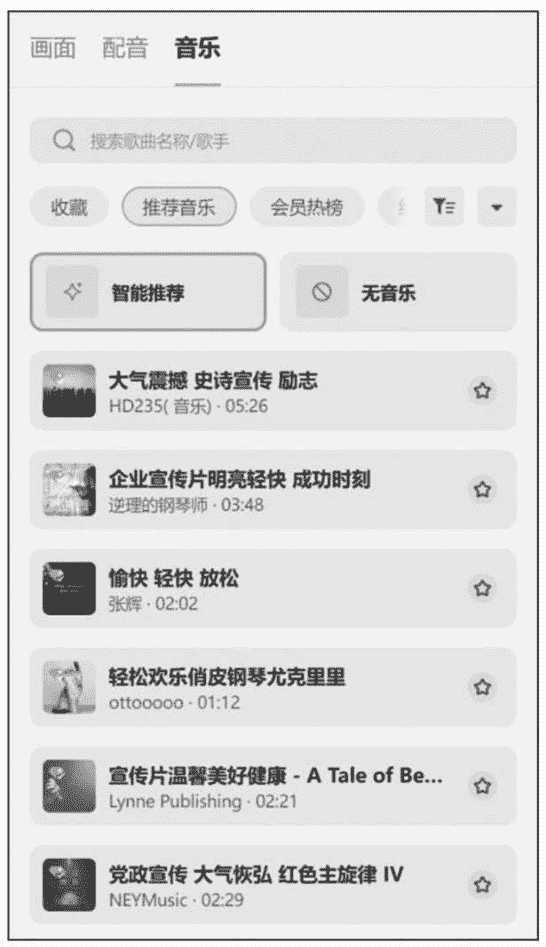 画面 配音 音乐
搜索歌曲名称/歌手
收藏 推荐音乐 会员热榜
智能推荐 无音乐
大气震撼 史诗宣传 励志
HD235( 音乐) · 05:26
企业宣传片明亮轻快 成功时刻
逆理的钢琴师 · 03:48
愉快 轻快 放松
张辉 · 02:02
轻松欢乐俏皮钢琴尤克里里
ottooooo · 01:12
宣传片温馨美好健康 - A Tale of Be...
Lynne Publishing · 02:21
党政宣传 大气恢弘 红色主旋律 IV
NEYMusic · 02:29